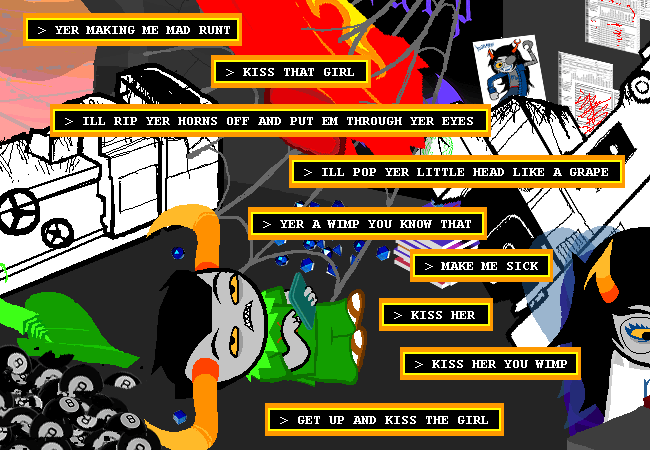 > YER MAKING ME MAD RUNT
> KISS THAT GIRL
> ILL RIP YER HORNS OFF AND PUT EM THROUGH YER EYES
> ILL POP YER LITTLE HEAD LIKE A GRAPE
> YER A WIMP YOU KNOW THAT
> MAKE ME SICK
> KISS HER
> KISS HER YOU WIMP
> GET UP AND KISS THE GIRL